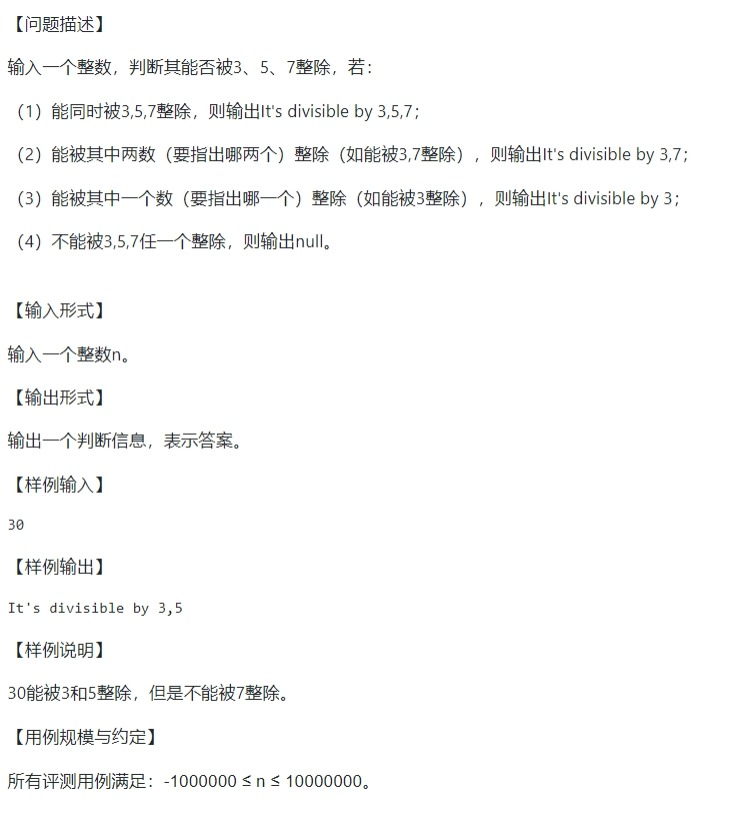 【问题描述】
输入一个整数，判断其能否被3、5、7整除，若：
（1）能同时被3,5,7整除，则输出It's divisible by 3,5,7；
（2）能被其中两数（要指出哪两个）整除（如能被3,7整除），则输出It's divisible by 3,7；
（3）能被其中一个数（要指出哪一个）整除（如能被3整除），则输出It's divisible by 3；
（4）不能被3,5,7任一个整除，则输出null。
【输入形式】
输入一个整数n。
【输出形式】
输出一个判断信息，表示答案。
【样例输入】
30
【样例输出】
It's divisible by 3,5
【样例说明】
30能被3和5整除，但是不能被7整除。
【用例规模与约定】
所有评测用例满足：-1000000 ≤ n ≤ 10000000。